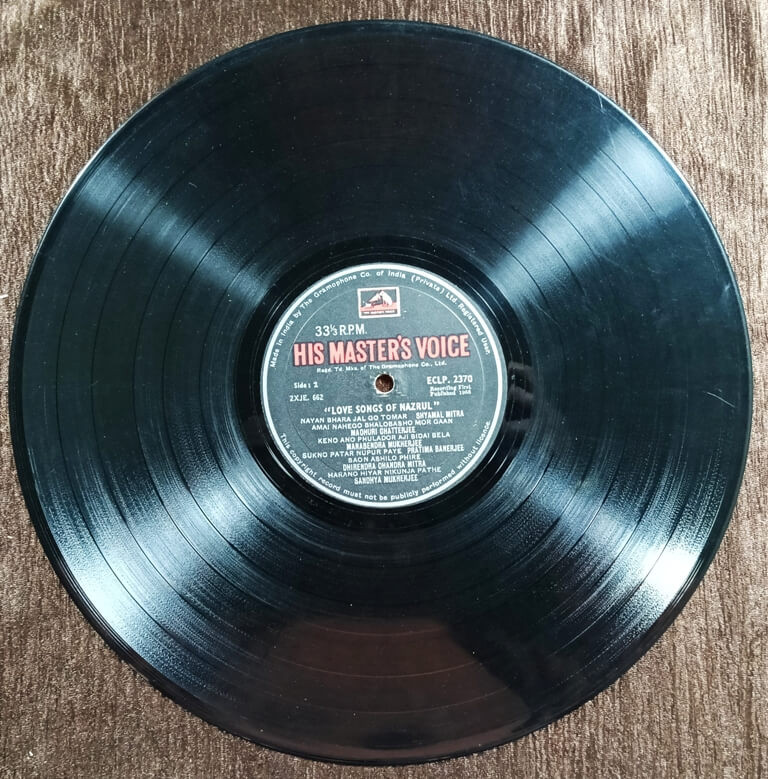 Made in India by The Gramophone Co. of India (Private) Ltd. Registered User.
33⅓ R.P.M.
HIS MASTER'S VOICE
Regd. Td. Mks. of The Gramophone Co., Ltd.
Side: 2
ECLP. 2370
2XJE. 662
Recording First
Published
"LOVE SONGS OF NAZRUL"
NAYAN BHARA JAL GO TOMAR SHYAMAL MITRA
AMAI NAHEGO BHALOBASHO MOR GAAN
MADHURI CHATTERJEE
KENO ANO PHULADOR AJI BIDAI BELA
MANABENDRA MUKHERJEE
SUKNO PATAR NUPUR PAYE PRATIMA BANERJEE
BAON ASHILO PHIRE
DHIRENDRA CHANDRA MITRA
HARANO HIYAR NIKUNJA PATHE
SANDHYA MUKHERJEE
This copyright record must not be publicly performed without licence.